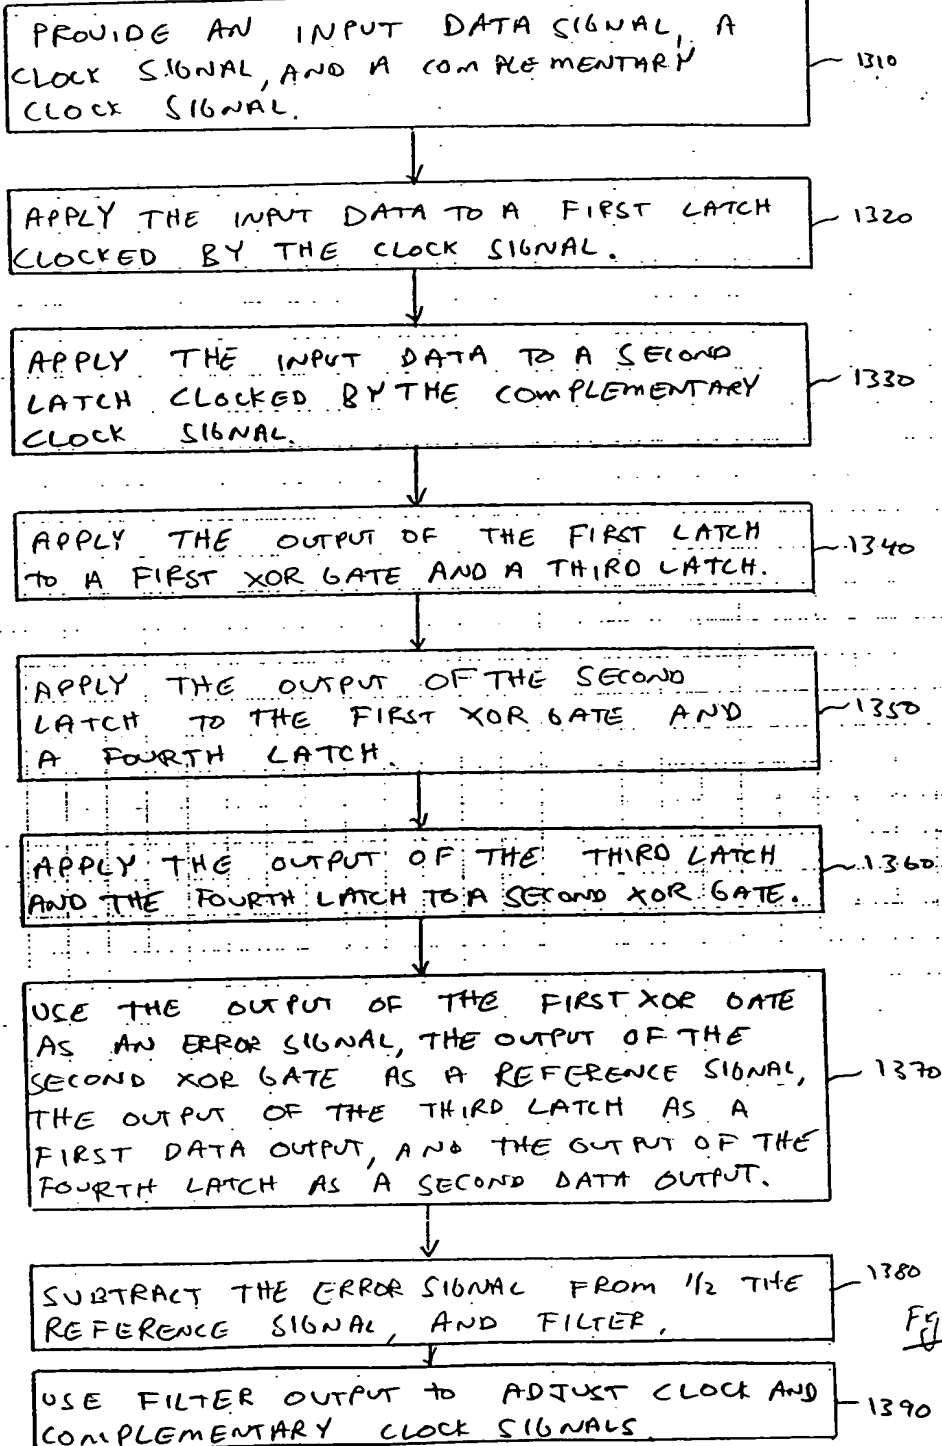 PROVIDE AN INPUT DATA SIGNAL, A
CLOCK SIGNAL, AND A COMPLEMENTARY
CLOCK SIGNAL.
1310
APPLY THE INPUT DATA TO A FIRST LATCH
CLOCKED BY THE CLOCK SIGNAL.
1320
APPLY THE INPUT DATA TO A SECOND
LATCH CLOCKED BY THE COMPLEMENTARY
CLOCK SIGNAL.
1330
APPLY THE OUTPUT OF THE FIRST LATCH
TO A FIRST XOR GATE AND A THIRD LATCH.
1340
APPLY THE OUTPUT OF THE SECOND
LATCH TO THE FIRST XOR GATE AND
A FOURTH LATCH.
1350
APPLY THE OUTPUT OF THE THIRD LATCH
AND THE FOURTH LATCH TO A SECOND XOR GATE.
1360
USE THE OUTPUT OF THE FIRST XOR GATE
AS AN ERROR SIGNAL, THE OUTPUT OF THE
SECOND XOR GATE AS A REFERENCE SIGNAL,
THE OUTPUT OF THE THIRD LATCH AS A
FIRST DATA OUTPUT, AND THE OUTPUT OF THE
FOURTH LATCH AS A SECOND DATA OUTPUT.
1370
SUBTRACT THE ERROR SIGNAL FROM 1/2 THE
REFERENCE SIGNAL, AND FILTER.
1380
Fig
USE FILTER OUTPUT TO ADJUST CLOCK AND
COMPLEMENTARY CLOCK SIGNALS
1390